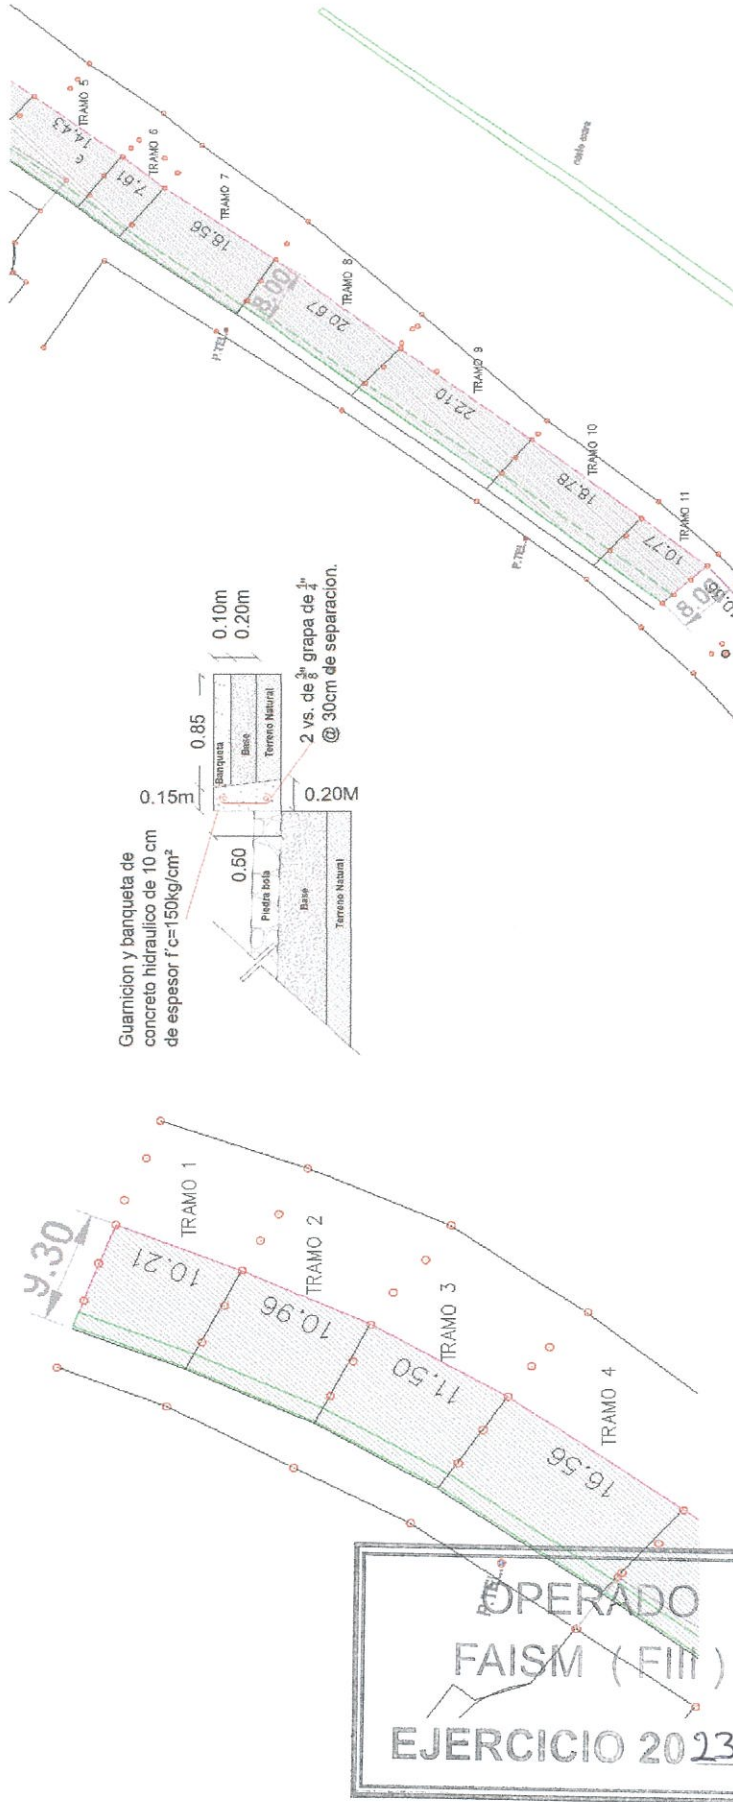 14.43
TRAMO 5
7.61
TRAMO 6
18.56
TRAMO 7
8.00
20.67
TRAMO 8
22.10
TRAMO 9
18.78
TRAMO 10
10.77
TRAMO 11
P.TEL.
P.TEL.
Guarnicion y banqueta de
concreto hidraulico de 10 cm
de espesor f'c=150kg/cm²
0.15m
0.85
0.10m
0.20m
Banqueta
Base
Terreno Natural
0.50
0.20M
Piedra bola
Base
Terreno Natural
2 vs. de 3/8" grapa de 1/4"
@ 30cm de separacion.
9.30
10.21
TRAMO 1
10.96
TRAMO 2
11.50
TRAMO 3
16.56
TRAMO 4
P.TEL.
OPERADO
FAISM ( FIII )
EJERCICIO 2023